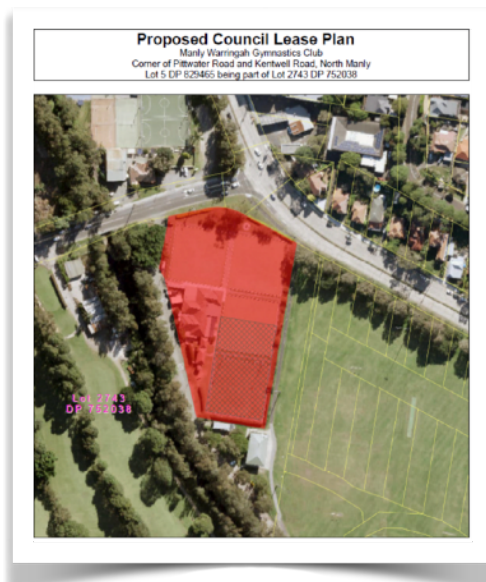 Proposed Council Lease Plan
Manly Warringah Gymnastics Club
Corner of Pittwater Road and Kentwell Road, North Manly
Lot 5 DP 829465 being part of Lot 2743 DP 752038
Lot 2743
DP 752038